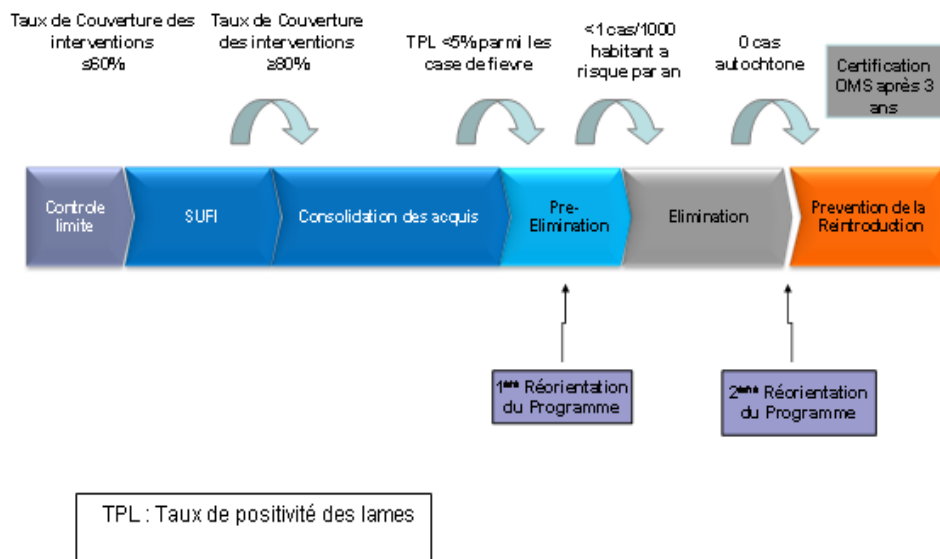 Taux de Couverture des
interventions
≤60%
Taux de Couverture
des interventions
≥80%
TPL <5% parmi les
case de fievre
<1 cas/1000
habitant a
risque par an
0 cas
autochtone
Certification
OMS après 3
ans
Controle
limite
SUFI
Consolidation des acquis
Pre-
Elimination
Elimination
Prevention de la
Reintroduction
1ère Réorientation
du Programme
2ème Réorientation
du Programme
TPL : Taux de positivité des lames